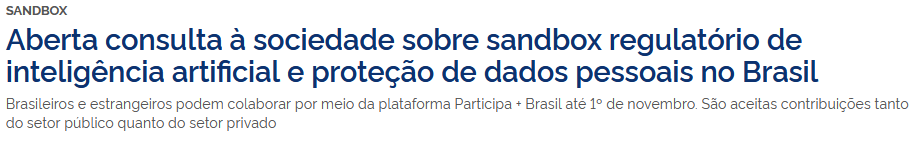 SANDBOX
Aberta consulta à sociedade sobre sandbox regulatório de
inteligência artificial e proteção de dados pessoais no Brasil
Brasileiros e estrangeiros podem colaborar por meio da plataforma Participa + Brasil até 1º de novembro. São aceitas contribuições tanto
do setor público quanto do setor privado